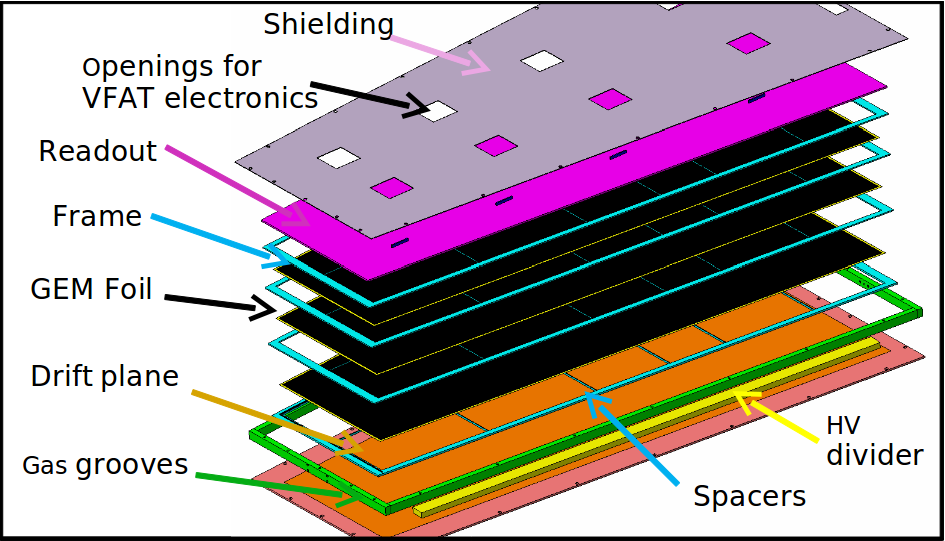 Shielding
Openings for
VFAT electronics
Readout
Frame
GEM Foil
Drift plane
Gas grooves
HV
divider
Spacers